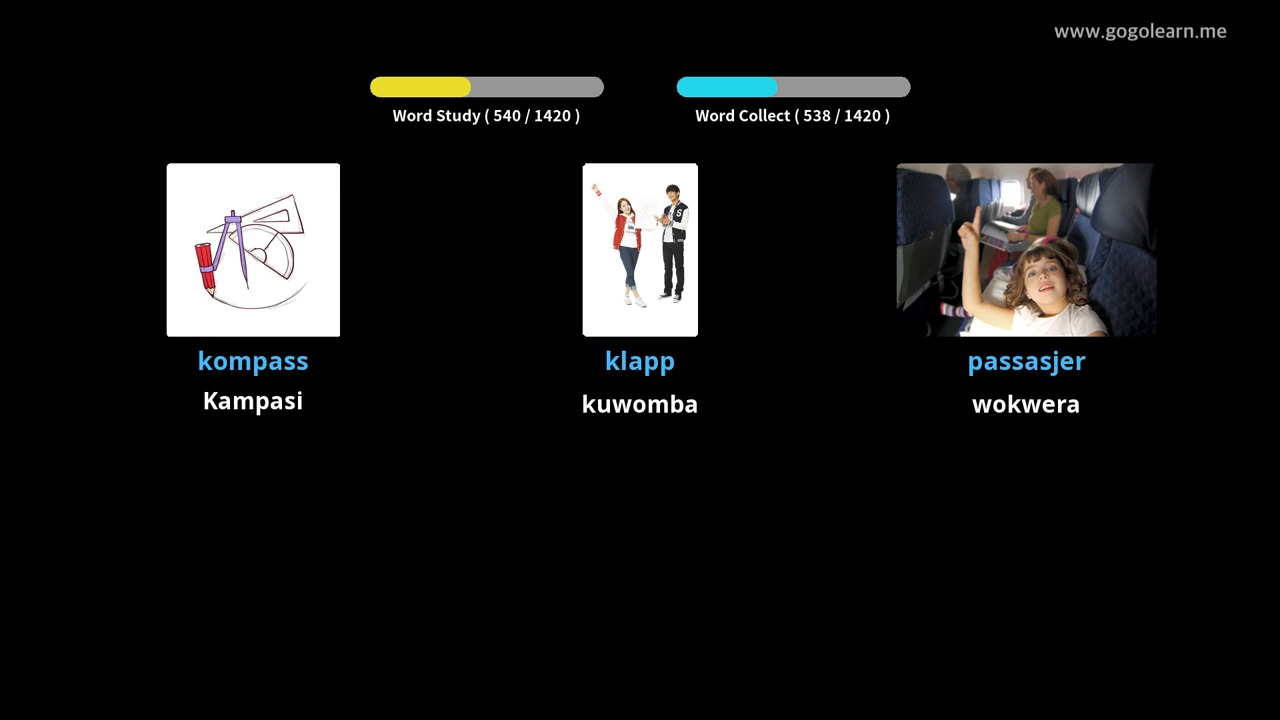 www.gogolearn.me
Word Study ( 540 / 1420 )
Word Collect ( 538 / 1420 )
kompass
klapp
passasjer
Kampasi
kuwomba
wokwera